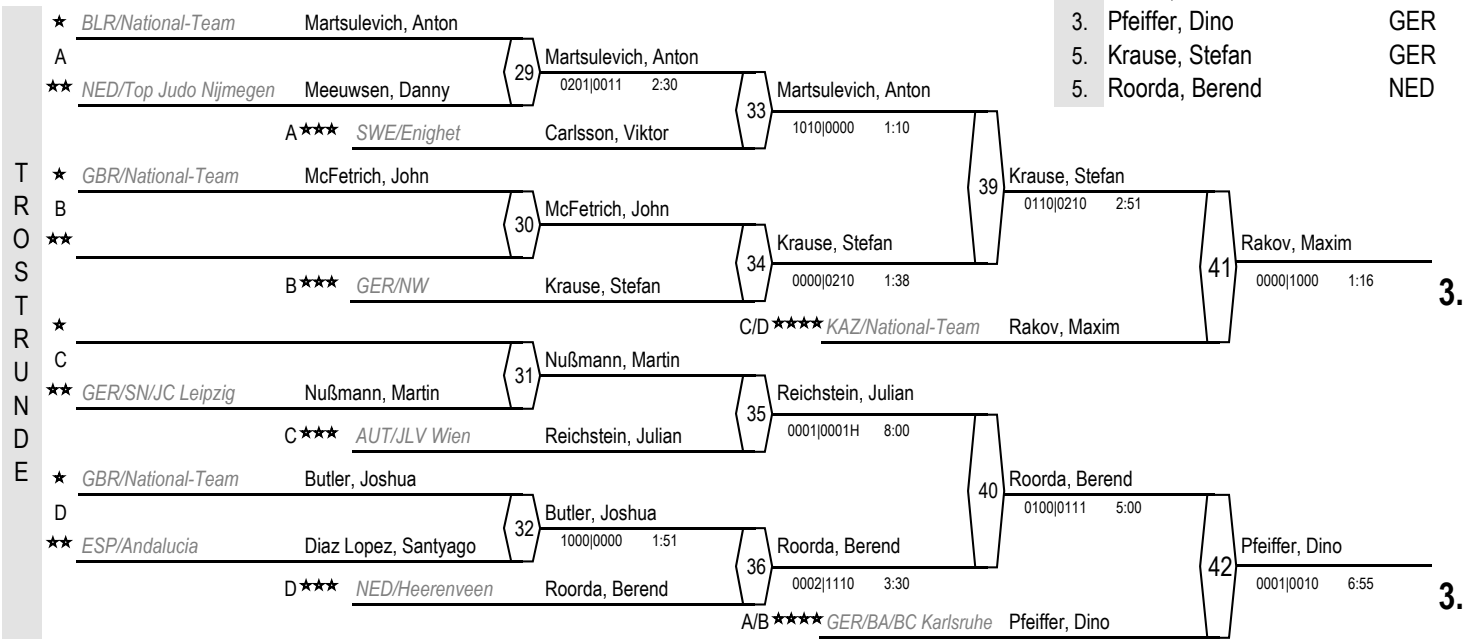 ★ BLR/National-Team Martsulevich, Anton
3. Pfeiffer, Dino GER
A
29 Martsulevich, Anton
5. Krause, Stefan GER
0201|0011 2:30
★★ NED/Top Judo Nijmegen Meeuwsen, Danny
Martsulevich, Anton
5. Roorda, Berend NED
33
1010|0000 1:10
A★★★ SWE/Enighet Carlsson, Viktor
TROSTRUNDE
★ GBR/National-Team McFetrich, John
39 Krause, Stefan
0110|0210 2:51
B
30 McFetrich, John
★★
Krause, Stefan
34
0000|0210 1:38
41 Rakov, Maxim
0000|1000 1:16
3.
B★★★ GER/NW Krause, Stefan
C/D★★★★ KAZ/National-Team Rakov, Maxim
★
C
31 Nußmann, Martin
★★ GER/SN/JC Leipzig Nußmann, Martin
Reichstein, Julian
35
0001|0001H 8:00
C★★★ AUT/JLV Wien Reichstein, Julian
★ GBR/National-Team Butler, Joshua
40 Roorda, Berend
0100|0111 5:00
D
32 Butler, Joshua
1000|0000 1:51
★★ ESP/Andalucia Diaz Lopez, Santyago
Roorda, Berend
36
0002|1110 3:30
42 Pfeiffer, Dino
0001|0010 6:55
3.
D★★★ NED/Heerenveen Roorda, Berend
A/B★★★★ GER/BA/BC Karlsruhe Pfeiffer, Dino